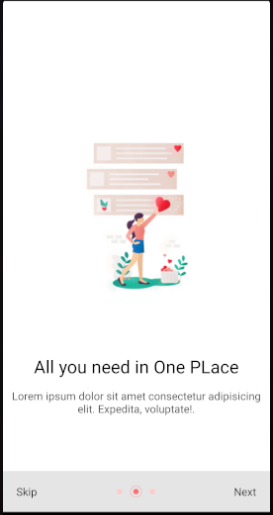 All you need in One PLace
Lorem ipsum dolor sit amet consectetur adipisicing
elit. Expedita, voluptate!.
Skip
Next